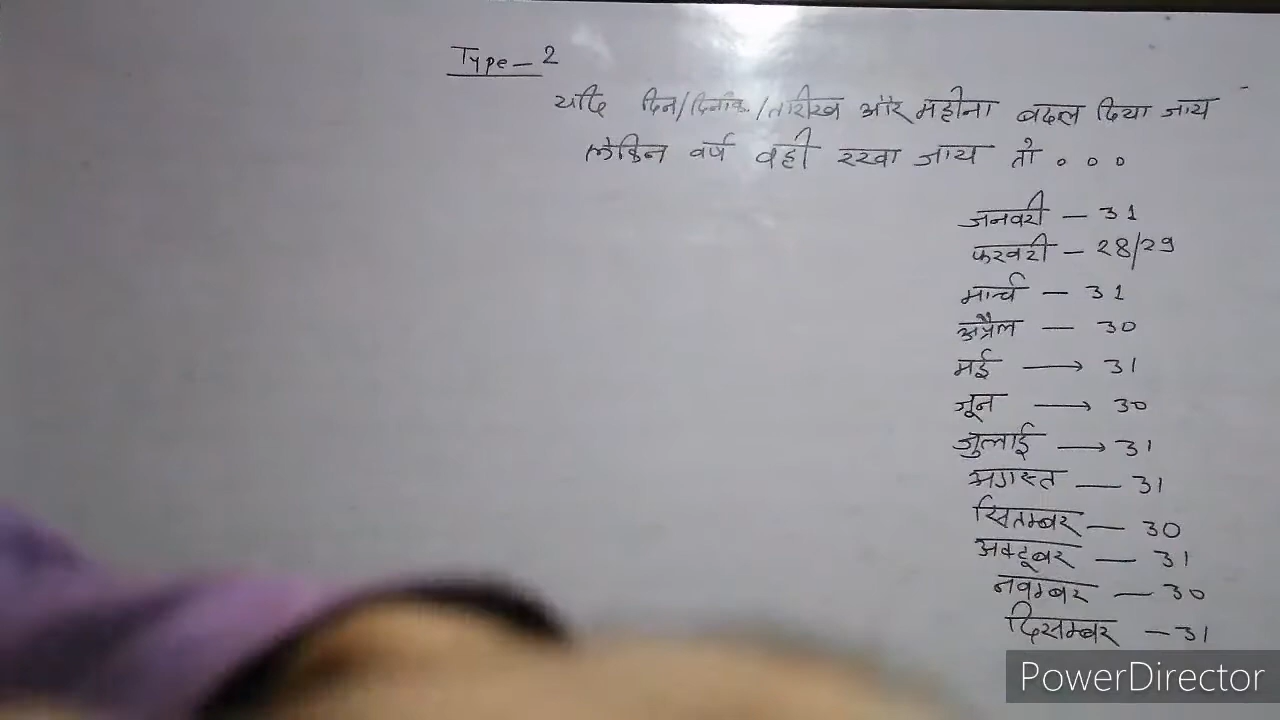 Type – 2
यदि दिन/दिनांक/तारीख और महीना बदल दिया जाय
लेकिन वर्ष वही रखा जाय तो . . .
जनवरी – 31
फरवरी – 28/29
मार्च – 31
अप्रैल – 30
मई → 31
जून → 30
जुलाई → 31
अगस्त – 31
सितम्बर – 30
अक्टूबर – 31
नवम्बर – 30
दिसम्बर – 31
PowerDirector